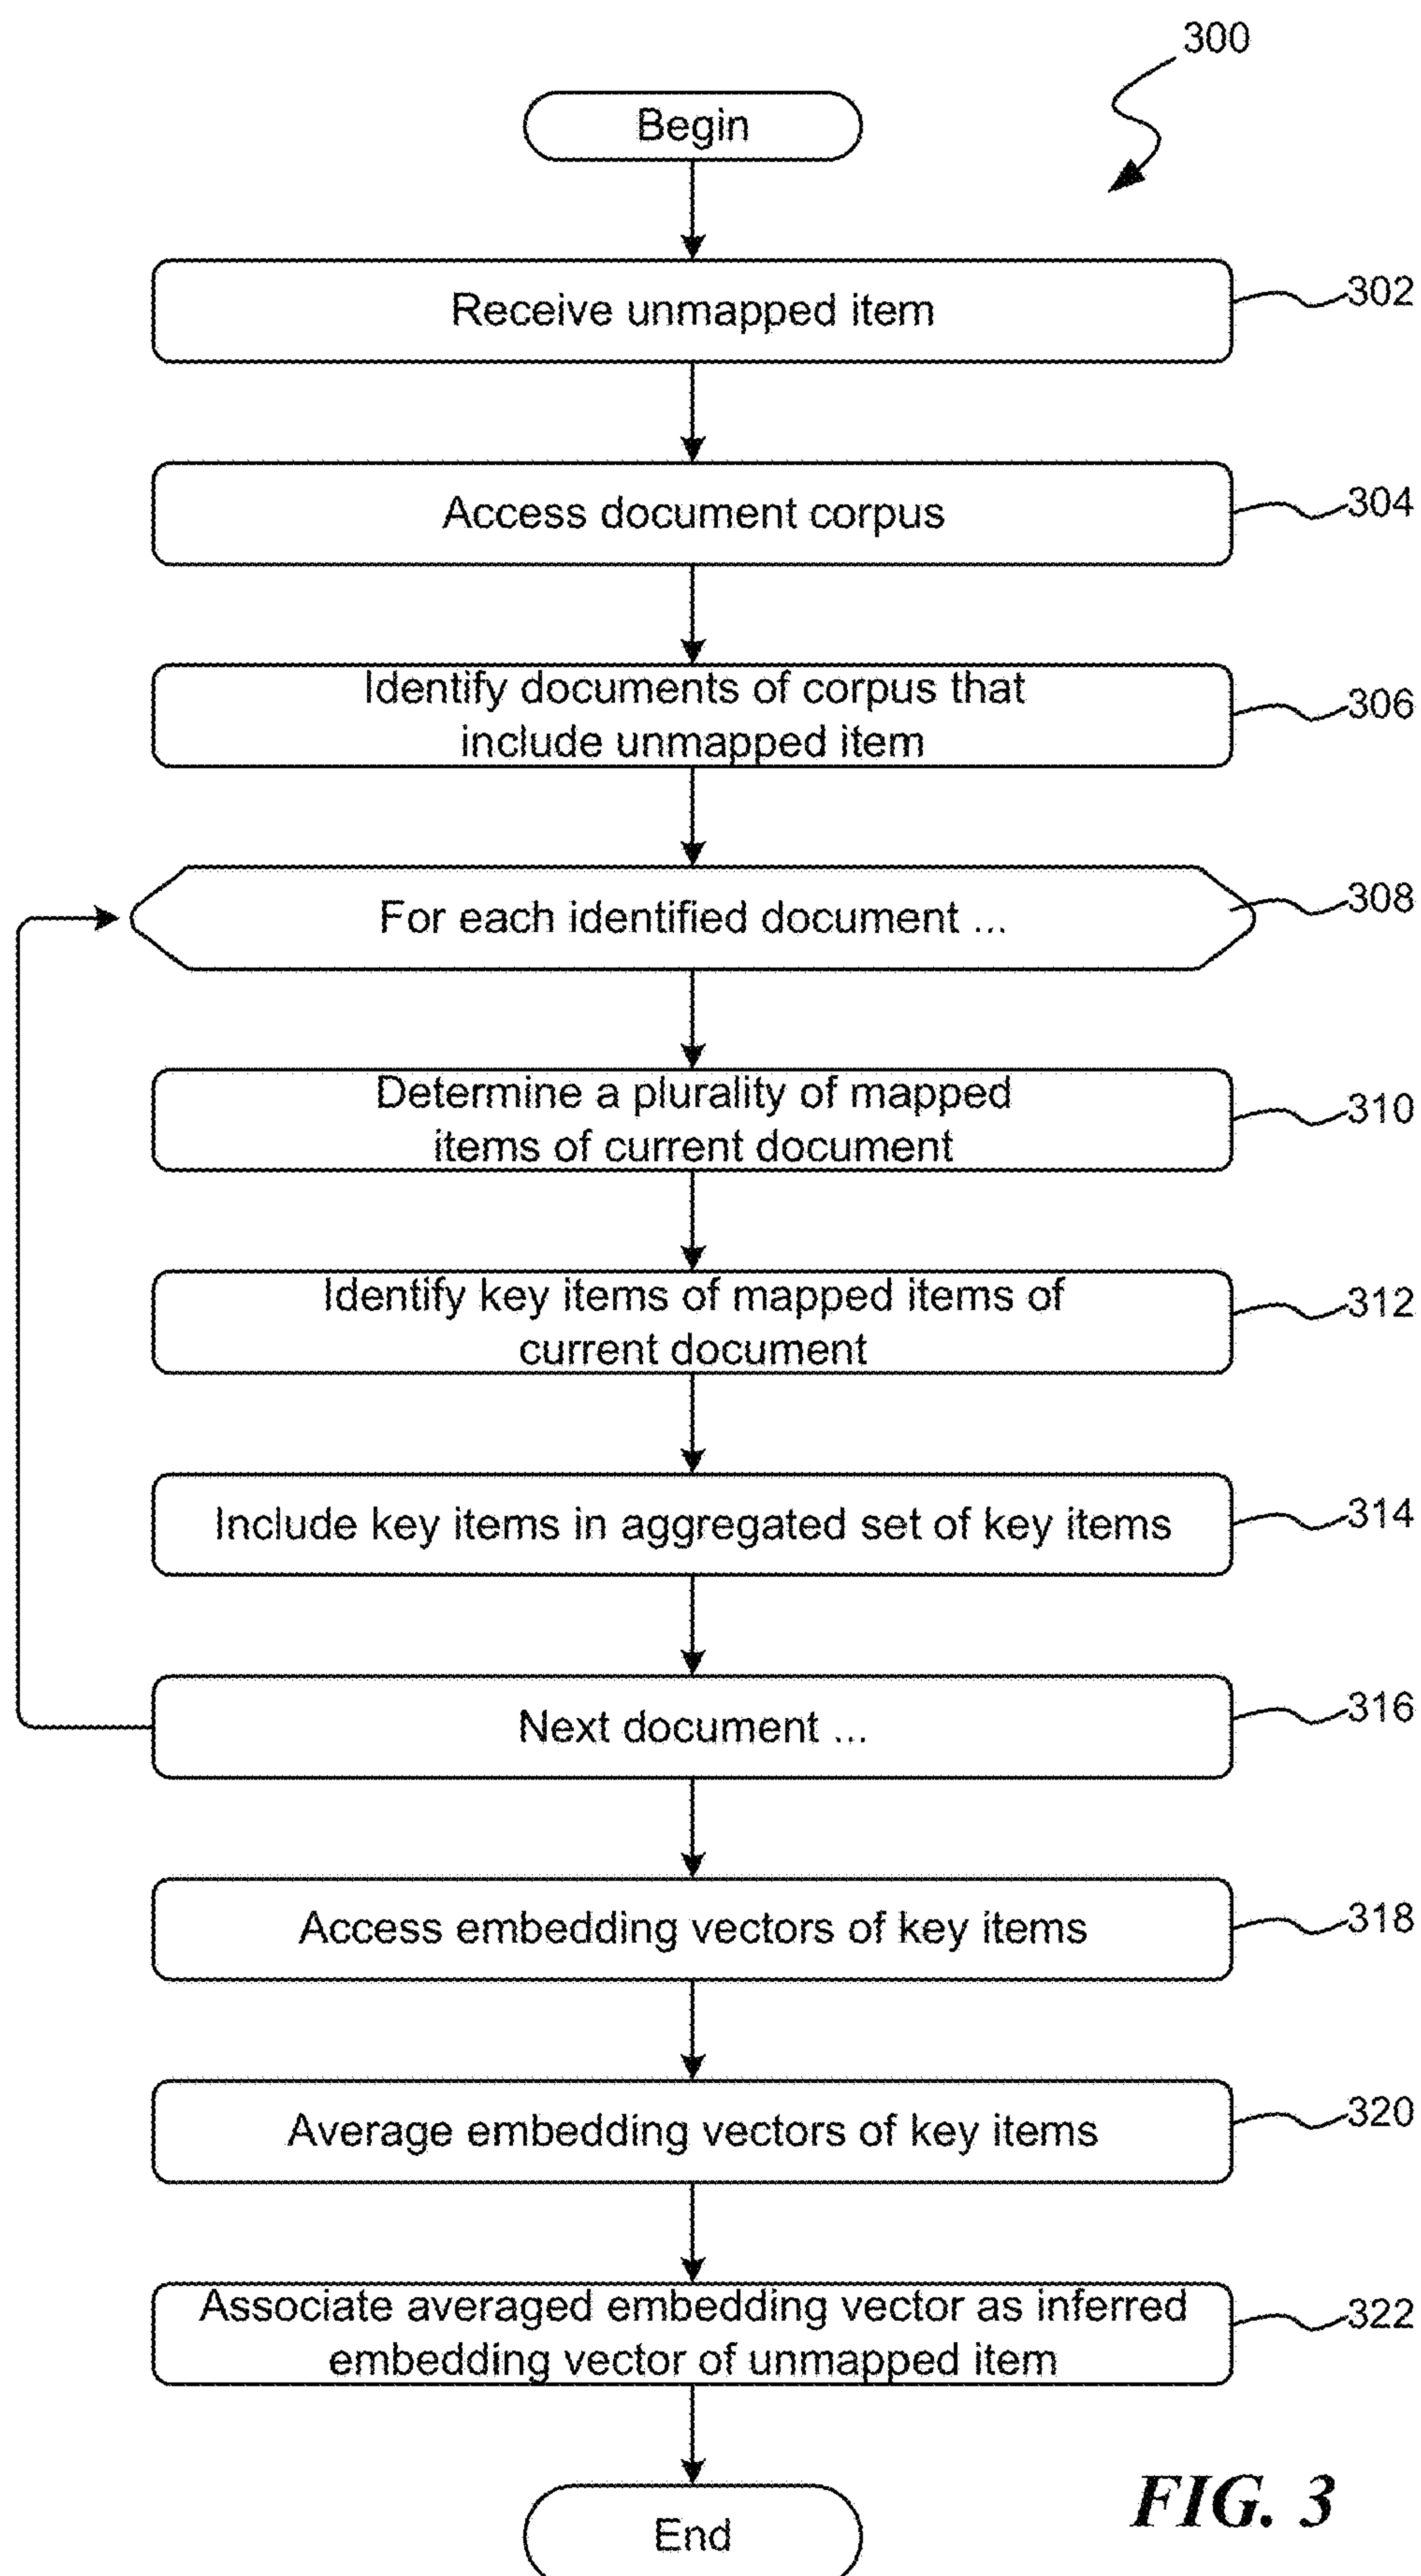 300
Begin
Receive unmapped item
302
Access document corpus
304
Identify documents of corpus that
include unmapped item
306
For each identified document ...
308
Determine a plurality of mapped
items of current document
310
Identify key items of mapped items of
current document
312
Include key items in aggregated set of key items
314
Next document ...
316
Access embedding vectors of key items
318
Average embedding vectors of key items
320
Associate averaged embedding vector as inferred
embedding vector of unmapped item
322
End
FIG. 3